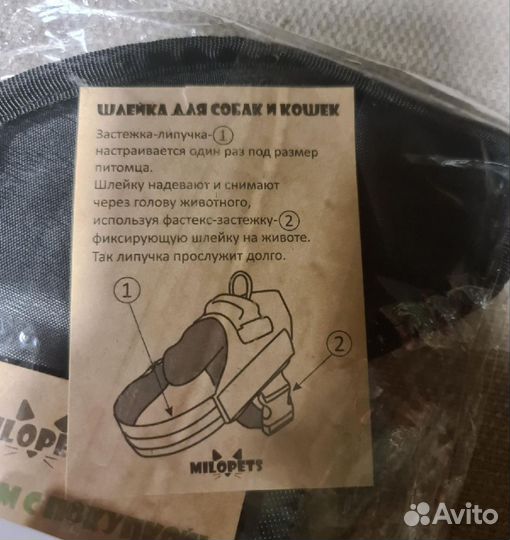 ШЛЕЙКА ДЛЯ СОБАК И КОШЕК
Застежка-липучка-1
настраивается один раз под размер
питомца.
Шлейку надевают и снимают
через голову животного,
используя фастекс-застежку-2
фиксирующую шлейку на животе.
Так липучка прослужит долго.
1
2
MILOPETS
MILOPETS
М С ПОКУПКОЙ
Avito